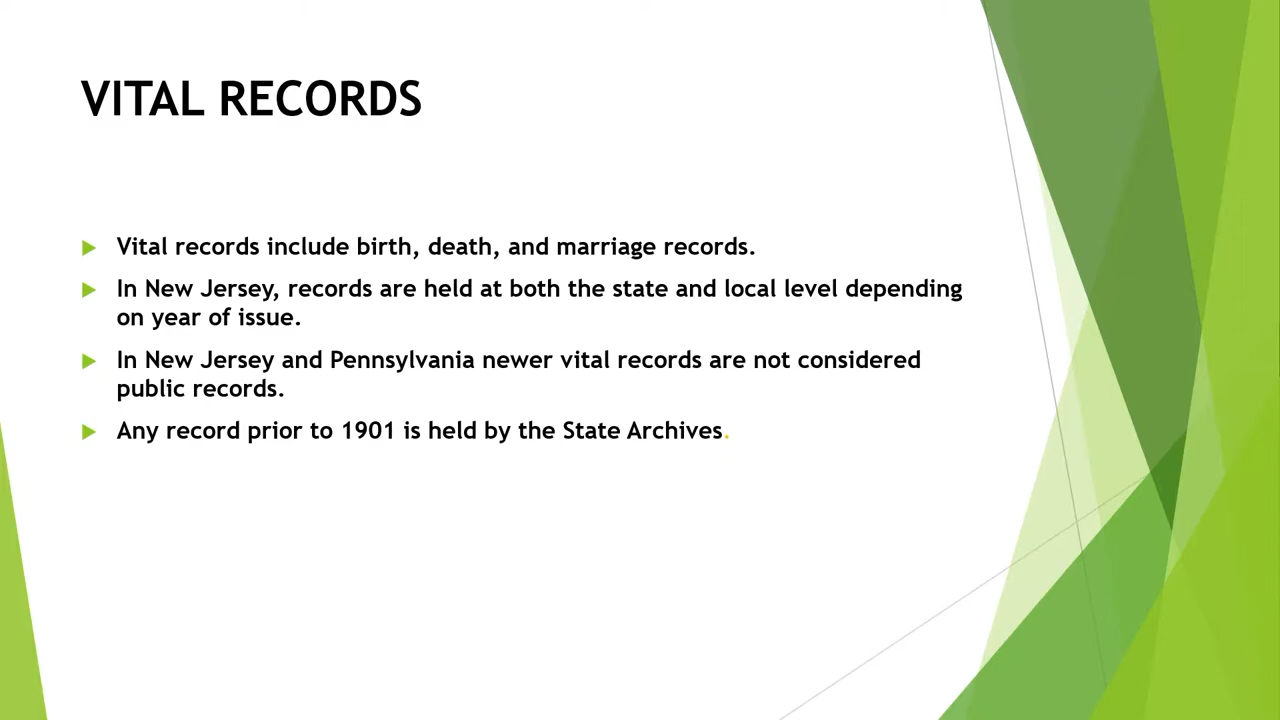 VITAL RECORDS
Vital records include birth, death, and marriage records.
In New Jersey, records are held at both the state and local level depending
on year of issue.
In New Jersey and Pennsylvania newer vital records are not considered
public records.
Any record prior to 1901 is held by the State Archives.